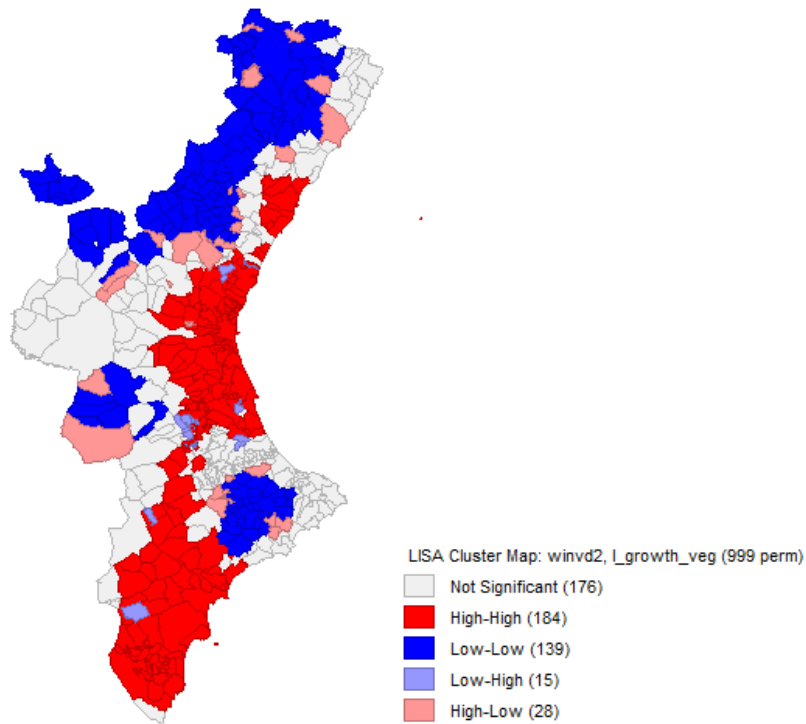 LISA Cluster Map: winvd2, I_growth_veg (999 perm)
Not Significant (176)
High-High (184)
Low-Low (139)
Low-High (15)
High-Low (28)